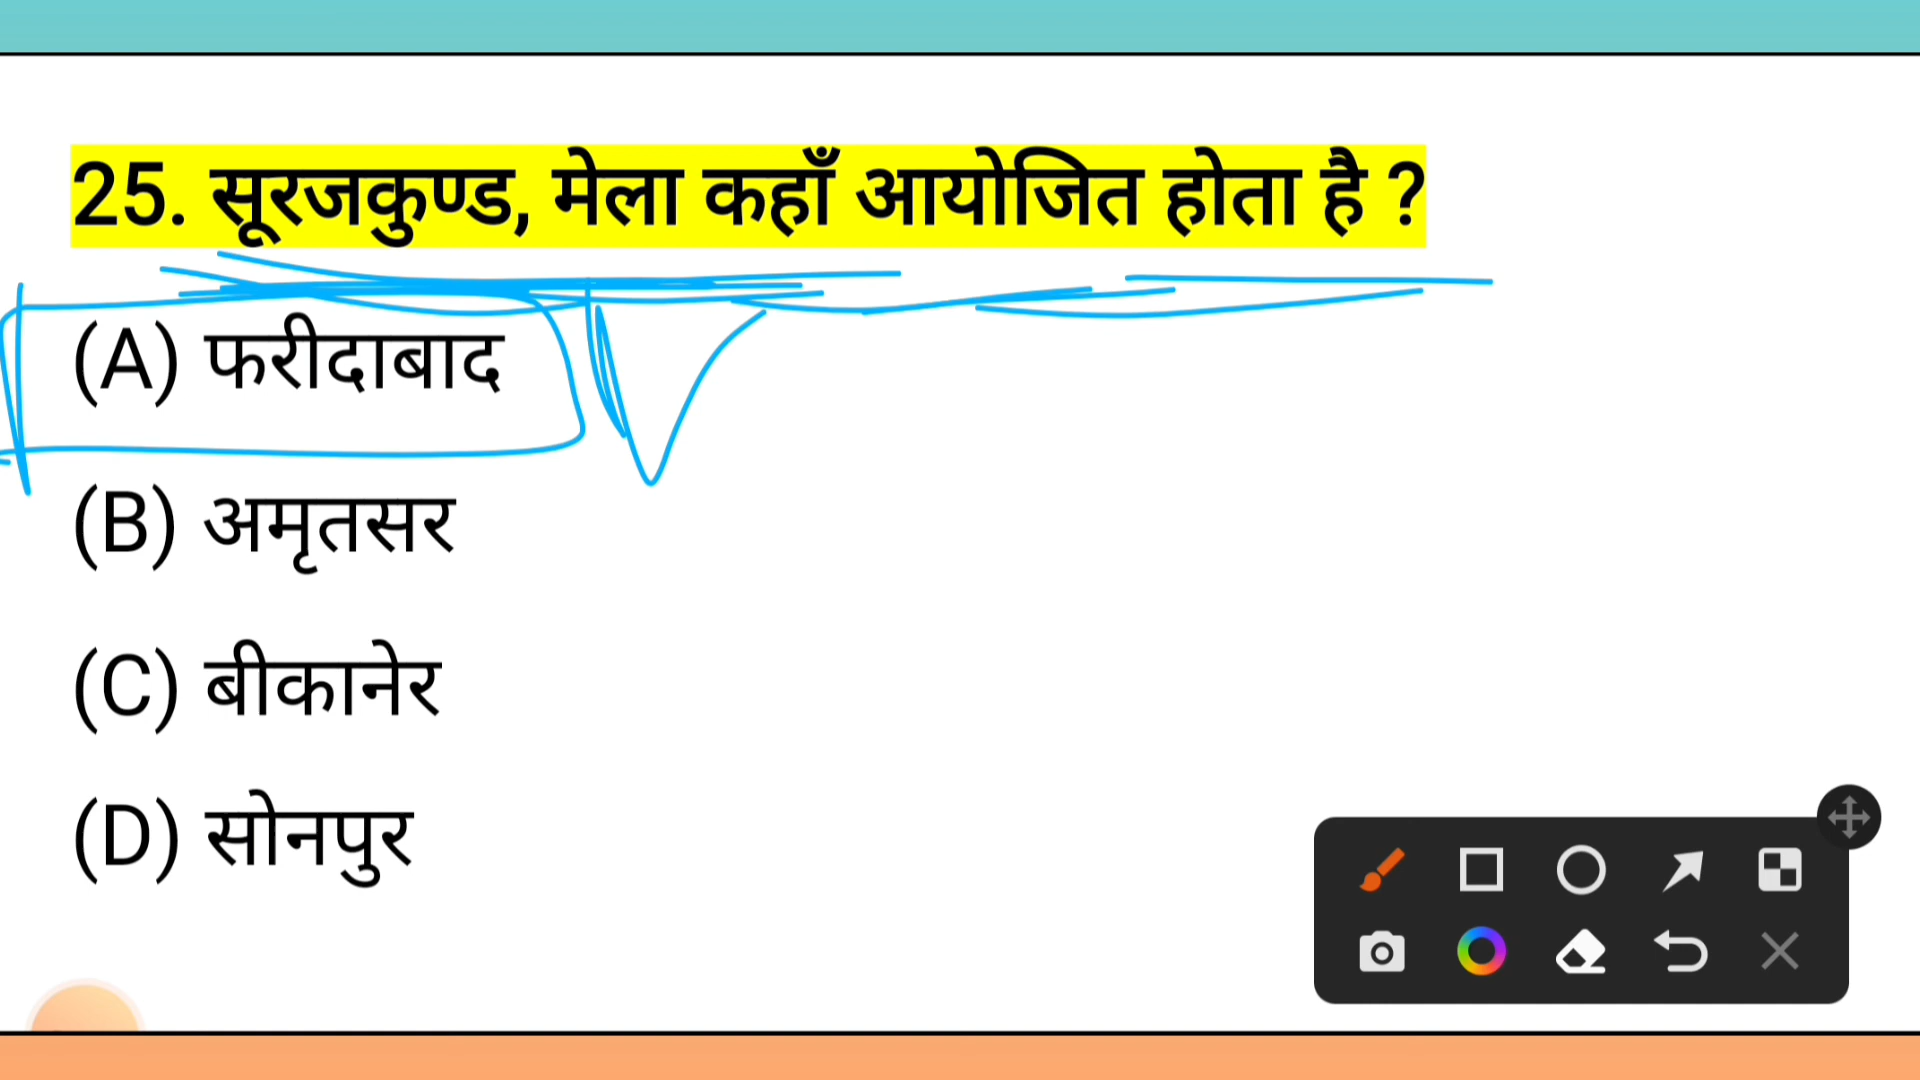 25. सूरजकुण्ड, मेला कहाँ आयोजित होता है ?
(A) फरीदाबाद
(B) अमृतसर
(C) बीकानेर
(D) सोनपुर